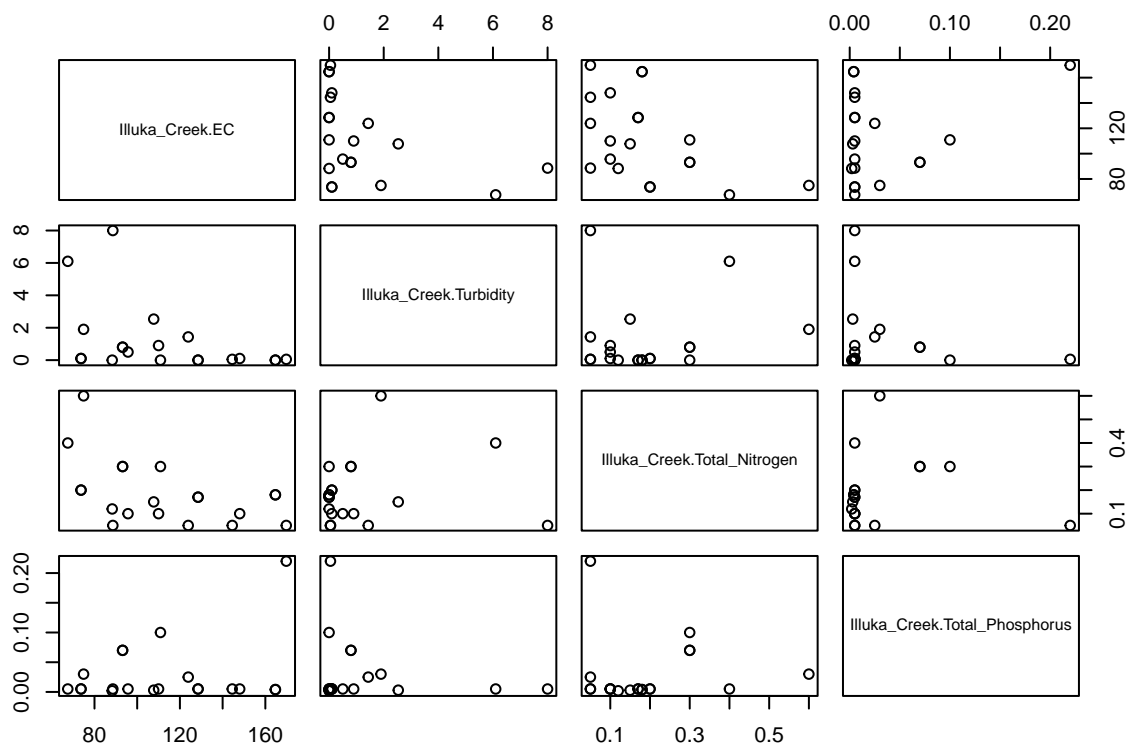 0 2 4 6 8
0.00 0.10 0.20
Illuka_Creek.EC
80 120
0 2 4 6 8
Illuka_Creek.Turbidity
Illuka_Creek.Total_Nitrogen
0.1 0.4
0.00 0.10 0.20
Illuka_Creek.Total_Phosphorus
80 120 160
0.1 0.3 0.5